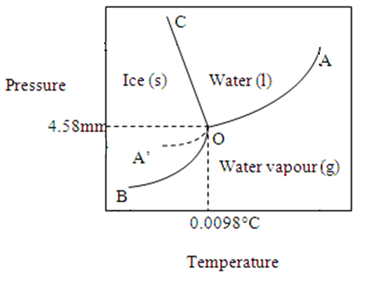 C
A
Ice (s)
Water (l)
Pressure
4.58mm
O
A'
Water vapour (g)
B
0.0098°C
Temperature